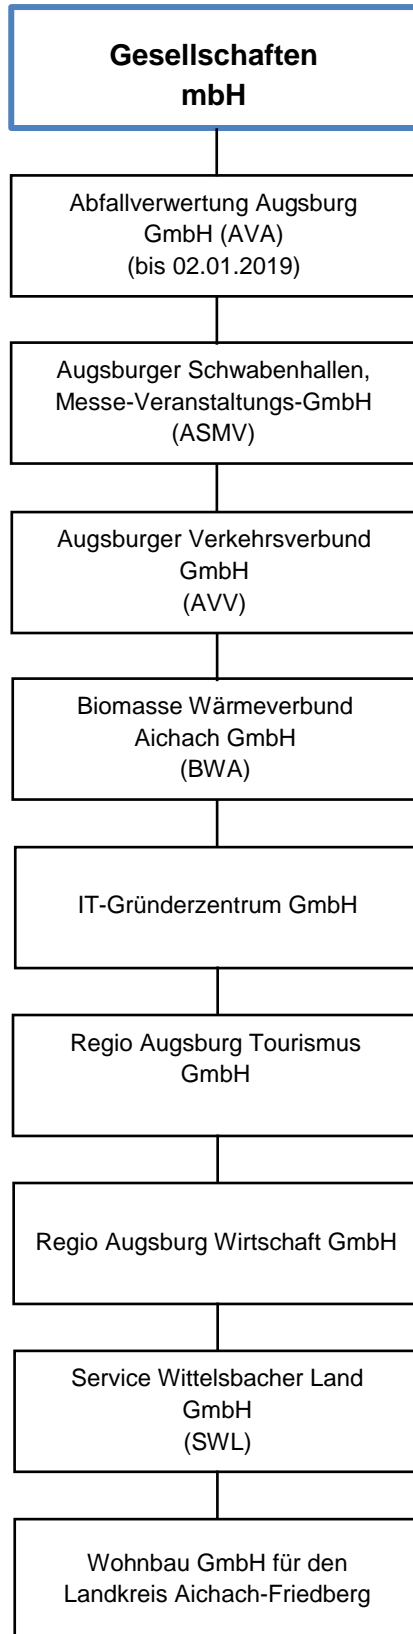 Gesellschaften
mbH
Abfallverwertung Augsburg
GmbH (AVA)
(bis 02.01.2019)
Augsburger Schwabenhallen,
Messe-Veranstaltungs-GmbH
(ASMV)
Augsburger Verkehrsverbund
GmbH
(AVV)
Biomasse Wärmeverbund
Aichach GmbH
(BWA)
IT-Gründerzentrum GmbH
Regio Augsburg Tourismus
GmbH
Regio Augsburg Wirtschaft GmbH
Service Wittelsbacher Land
GmbH
(SWL)
Wohnbau GmbH für den
Landkreis Aichach-Friedberg